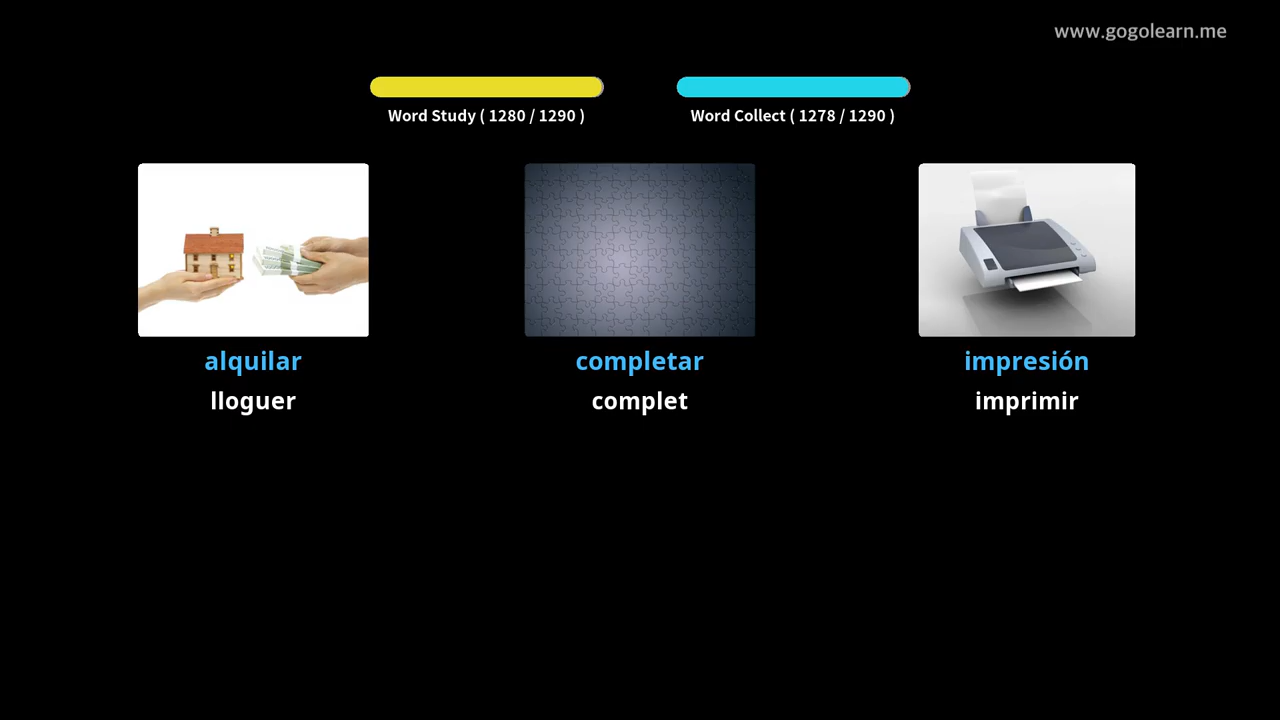 www.gogolearn.me
Word Study ( 1280 / 1290 )
Word Collect ( 1278 / 1290 )
alquilar
lloguer
completar
complet
impresión
imprimir